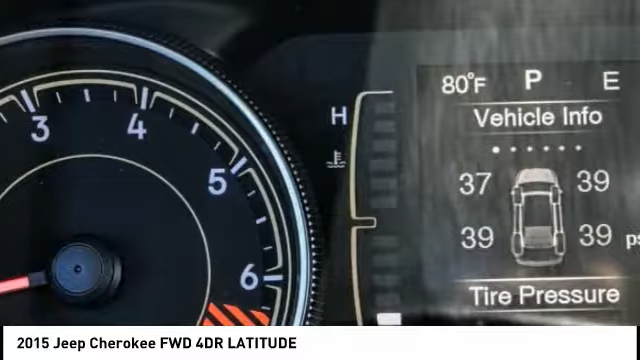 80°F P E
H
Vehicle Info
3 4 5 6
37 39
39 39 ps
Tire Pressure
2015 Jeep Cherokee FWD 4DR LATITUDE